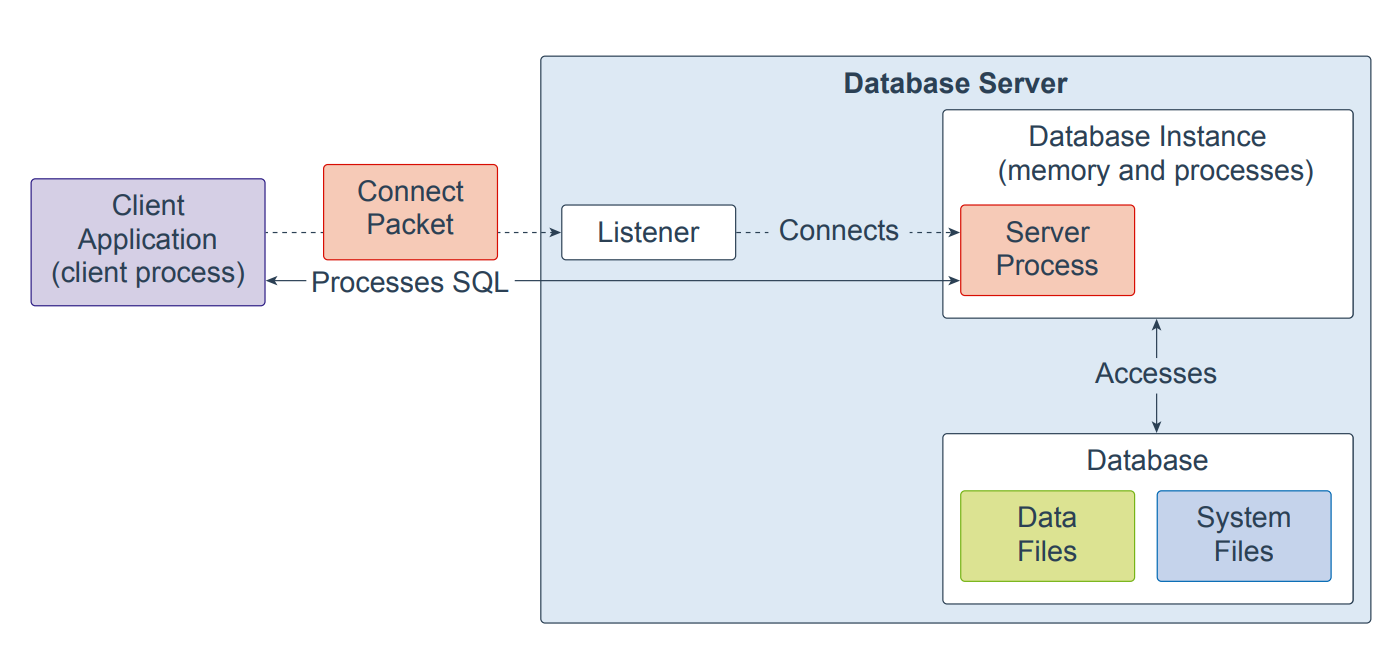 Database Server
Database Instance
(memory and processes)
Client
Application
(client process)
Connect
Packet
Listener
Connects
Server
Process
Processes SQL
Accesses
Database
Data
Files
System
Files